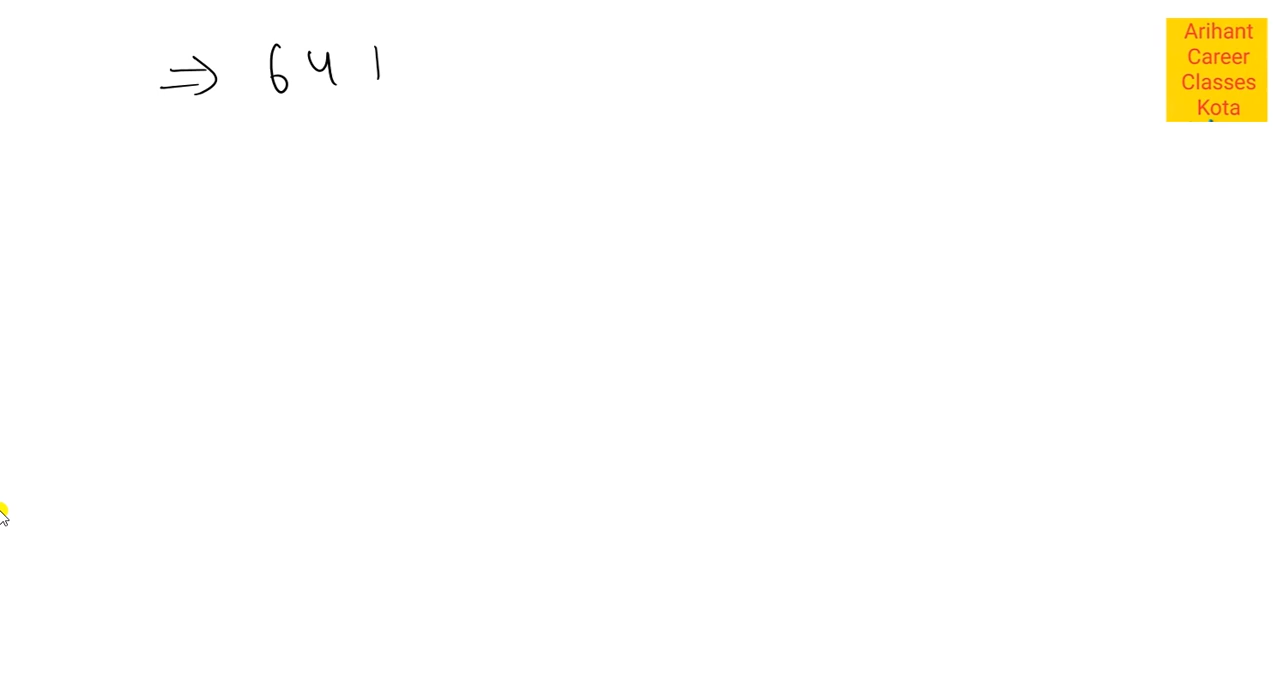 ⇒ 641
Arihant
Career
Classes
Kota